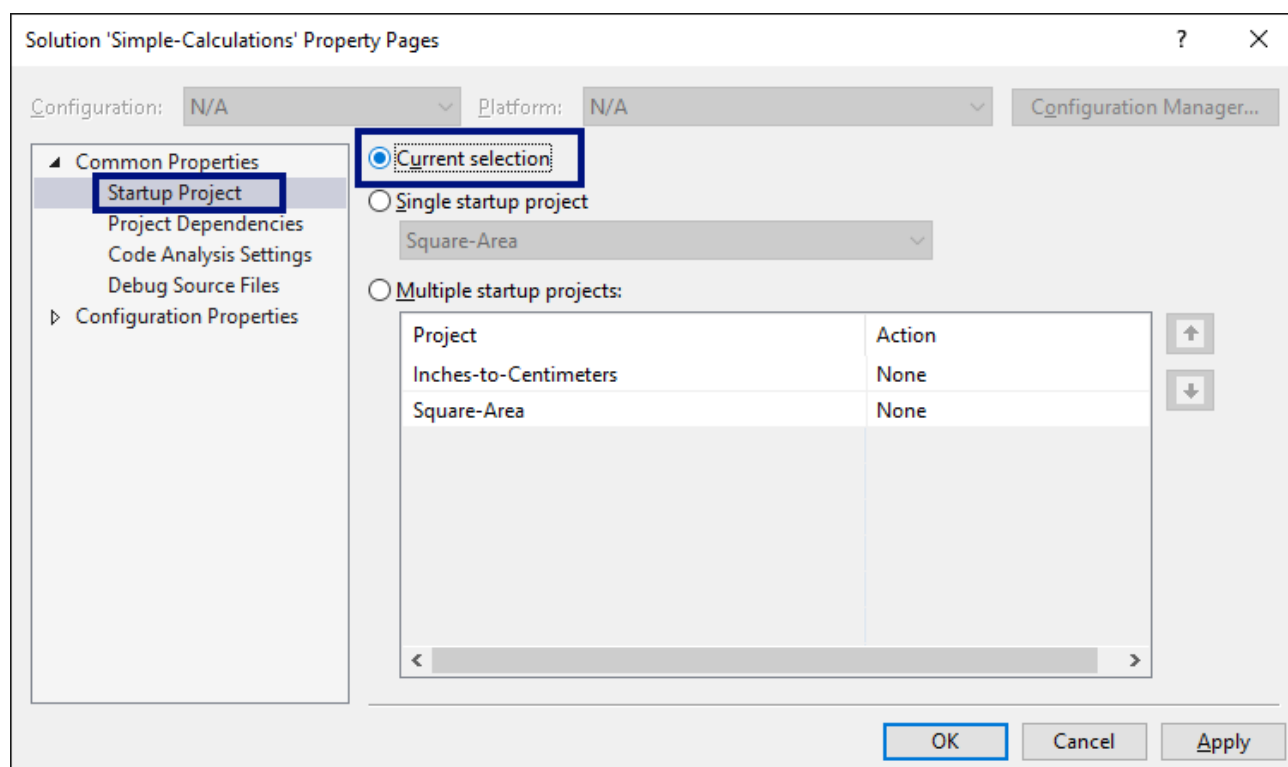 Solution 'Simple-Calculations' Property Pages ?
Configuration: N/A Platform: N/A Configuration Manager...
Common Properties
Startup Project
Project Dependencies
Code Analysis Settings
Debug Source Files
Configuration Properties
Current selection
Single startup project
Square-Area
Multiple startup projects:
Project Action
Inches-to-Centimeters None
Square-Area None
OK Cancel Apply